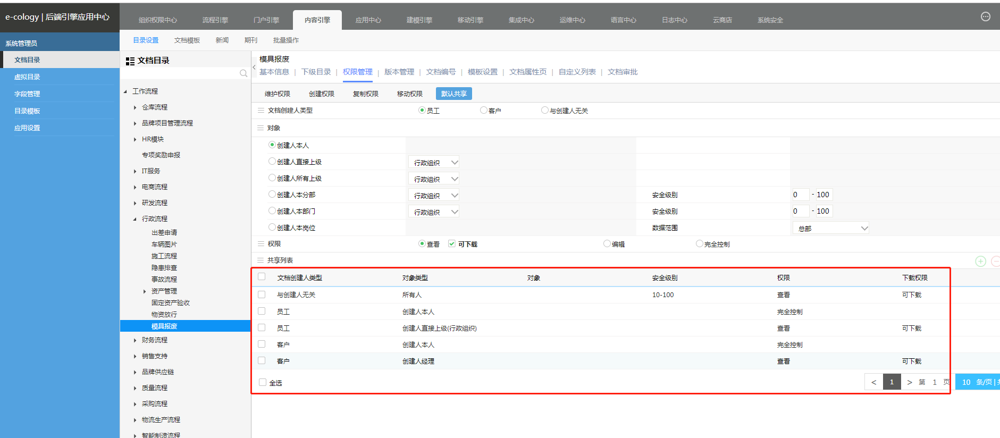 e-cology | 后端引擎应用中心
组织权限中心 流程引擎 门户引擎 内容引擎 应用中心 建模引擎 移动引擎 集成中心 运维中心 语言中心 日志中心 云商店 系统安全
系统管理员
目录设置 文档模板 新闻 期刊 批量操作
文档目录
虚拟目录
字段管理
目录模板
应用设置
文档目录
工作流程
仓库流程
品牌项目管理流程
HR模块
专项奖励申报
IT服务
电商流程
研发流程
行政流程
出差申请
车辆图片
施工流程
隐患排查
事故流程
资产管理
固定资产验收
物资放行
模具报废
财务流程
销售支持
品牌供应链
质量流程
采购流程
物流生产流程
智能制造流程
模具报废
基本信息 | 下级目录 | 权限管理 | 版本管理 | 文档编号 | 模板设置 | 文档属性页 | 自定义列表 | 文档审批
维护权限 创建权限 复制权限 移动权限 默认共享
文档创建人类型 员工 客户 与创建人无关
对象
创建人本人
创建人直接上级 行政组织
创建人所有上级 行政组织
创建人本分部 行政组织 安全级别 0 - 100
创建人本部门 行政组织 安全级别 0 - 100
创建人本岗位 数据范围 总部
权限 查看 可下载 编辑 完全控制
共享列表
文档创建人类型 对象类型 对象 安全级别 权限 下载权限
与创建人无关 所有人 10-100 查看 可下载
员工 创建人本人 完全控制
员工 创建人直接上级(行政组织) 查看 可下载
客户 创建人本人 完全控制
客户 创建人经理 查看 可下载
全选 < 1 > 第 1 页 10 条/页 |